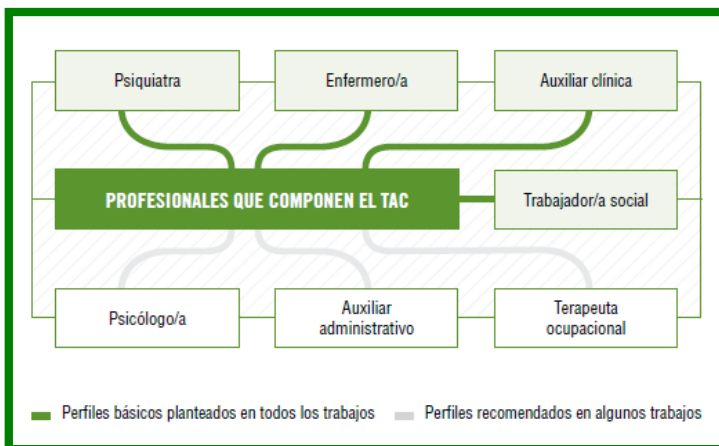 Psiquiatra
Enfermero/a
Auxiliar clínica
PROFESIONALES QUE COMPONEN EL TAC
Trabajador/a social
Psicólogo/a
Auxiliar
administrativo
Terapeuta
ocupacional
Perfiles básicos planteados en todos los trabajos
Perfiles recomendados en algunos trabajos